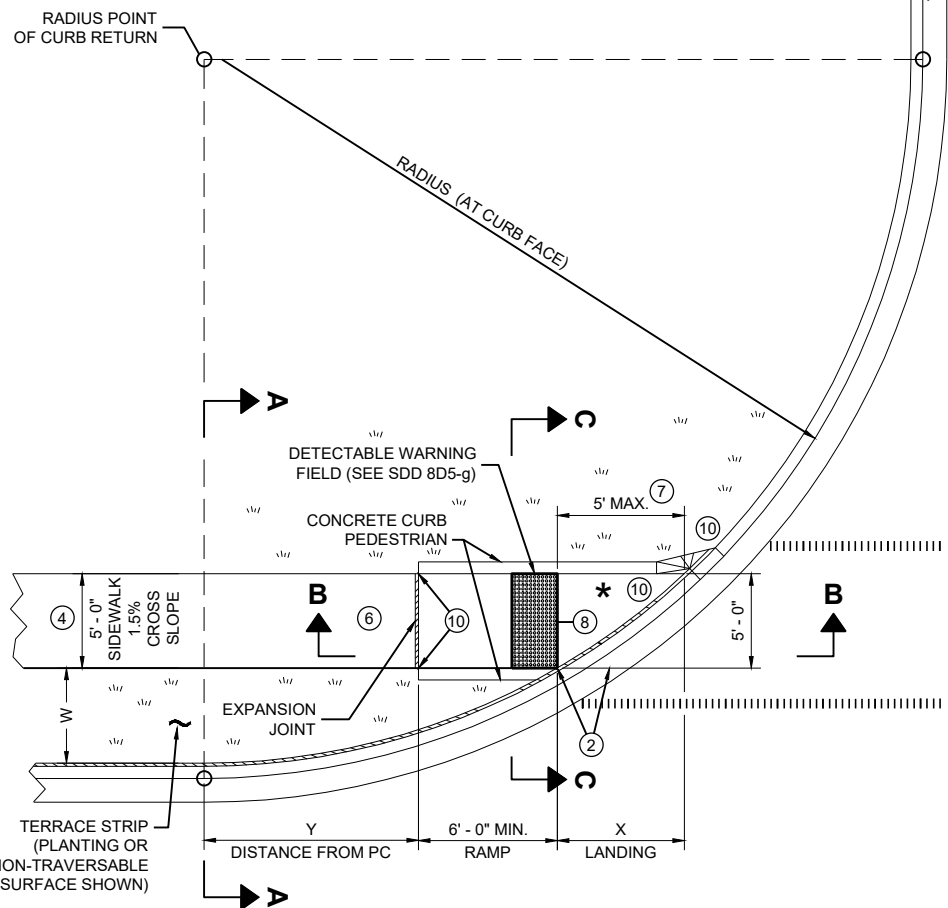 RADIUS POINT
OF CURB RETURN
RADIUS (AT CURB FACE)
A
C
DETECTABLE WARNING
FIELD (SEE SDD 8D5-g)
7
5' MAX.
CONCRETE CURB
PEDESTRIAN
10
4
5' - 0"
SIDEWALK
1.5%
CROSS
SLOPE
B
6
10
8
*
10
5' - 0"
B
W
EXPANSION
JOINT
2
C
TERRACE STRIP
(PLANTING OR
ION-TRAVERSABLE
SURFACE SHOWN)
Y
DISTANCE FROM PC
6' - 0" MIN.
RAMP
X
LANDING
A